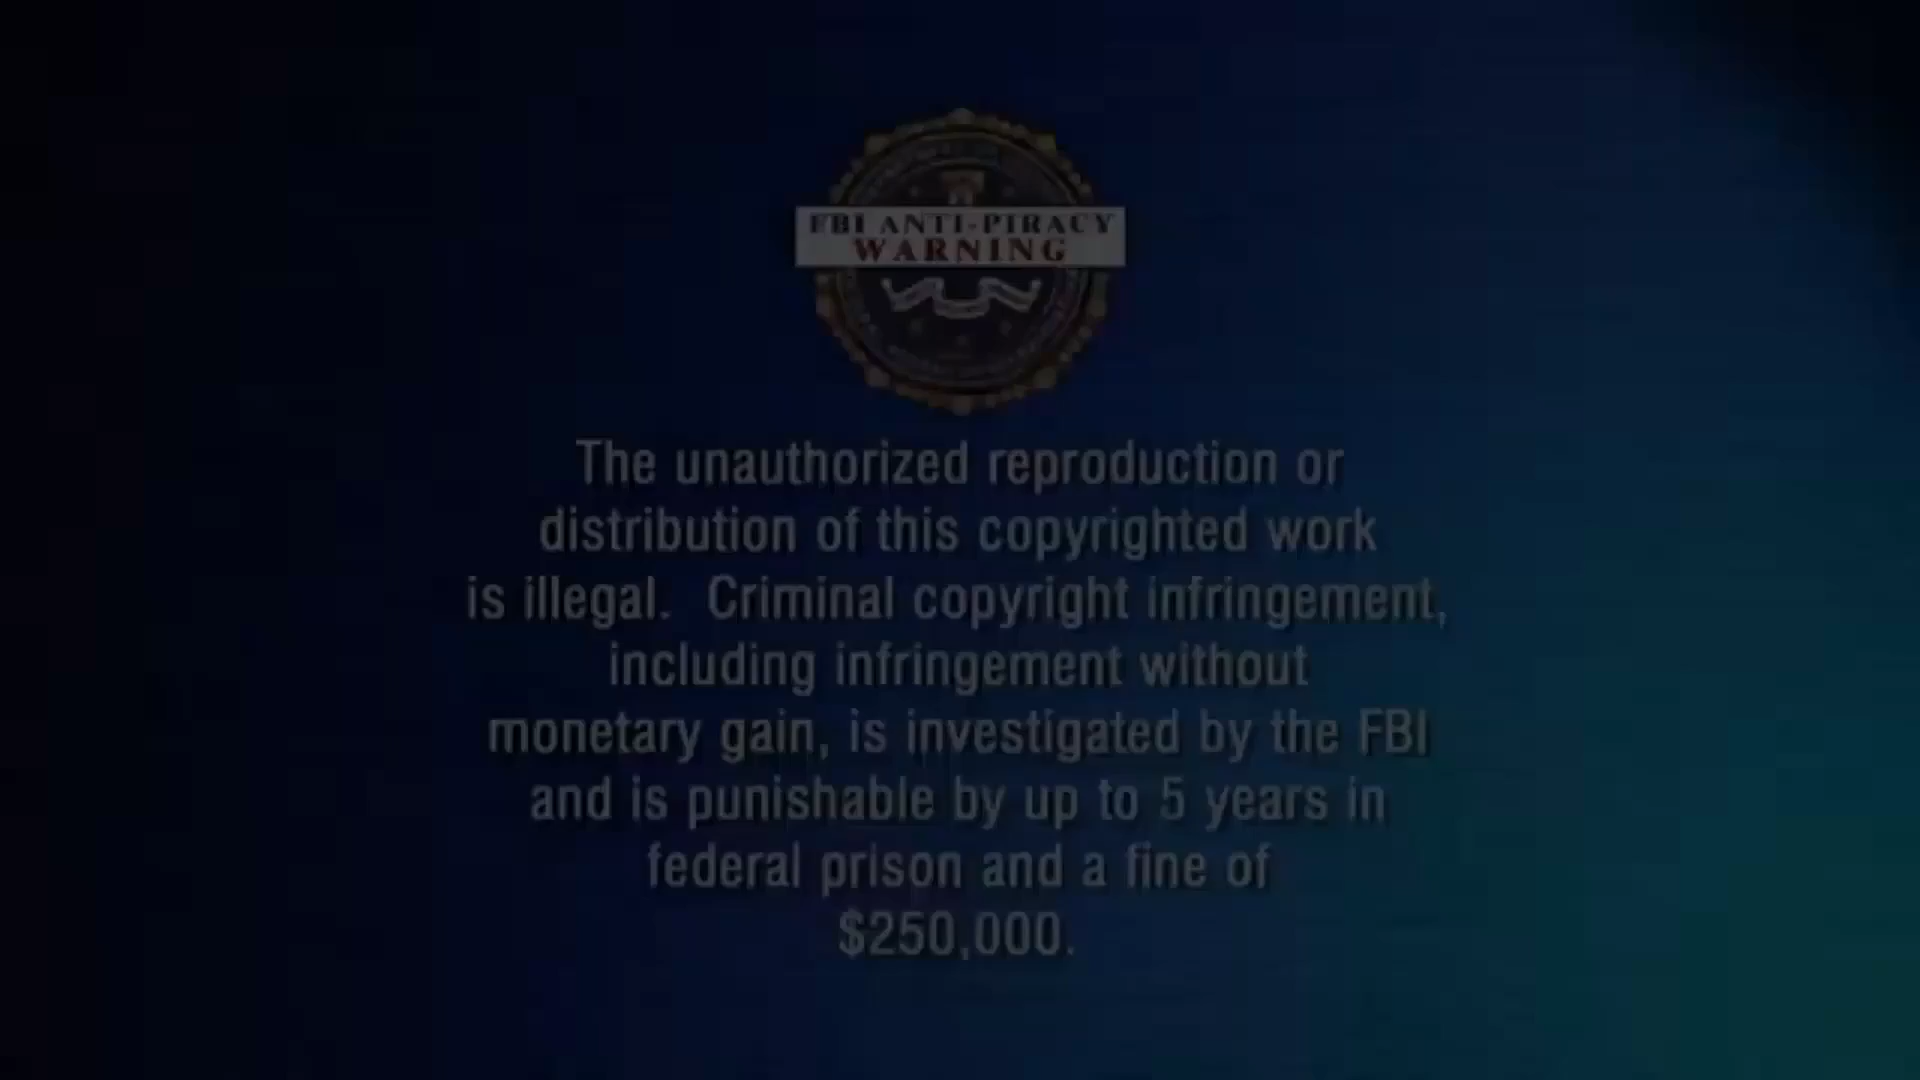 FBI ANTI-PIRACY
WARNING
The unauthorized reproduction or
distribution of this copyrighted work
is illegal.  Criminal copyright infringement,
including infringement without
monetary gain, is investigated by the FBI
and is punishable by up to 5 years in
federal prison and a fine of
$250,000.